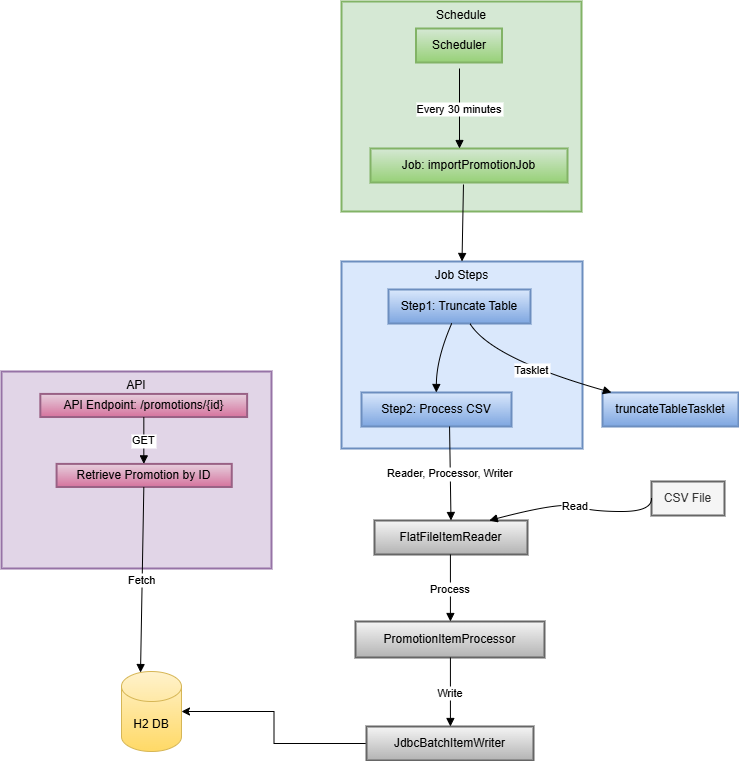 Schedule
Scheduler
Every 30 minutes
Job: importPromotionJob
Job Steps
Step1: Truncate Table
Tasklet
Step2: Process CSV
truncateTableTasklet
API
API Endpoint: /promotions/{id}
GET
Retrieve Promotion by ID
Reader, Processor, Writer
CSV File
Read
FlatFileItemReader
Fetch
Process
PromotionItemProcessor
Write
H2 DB
JdbcBatchItemWriter